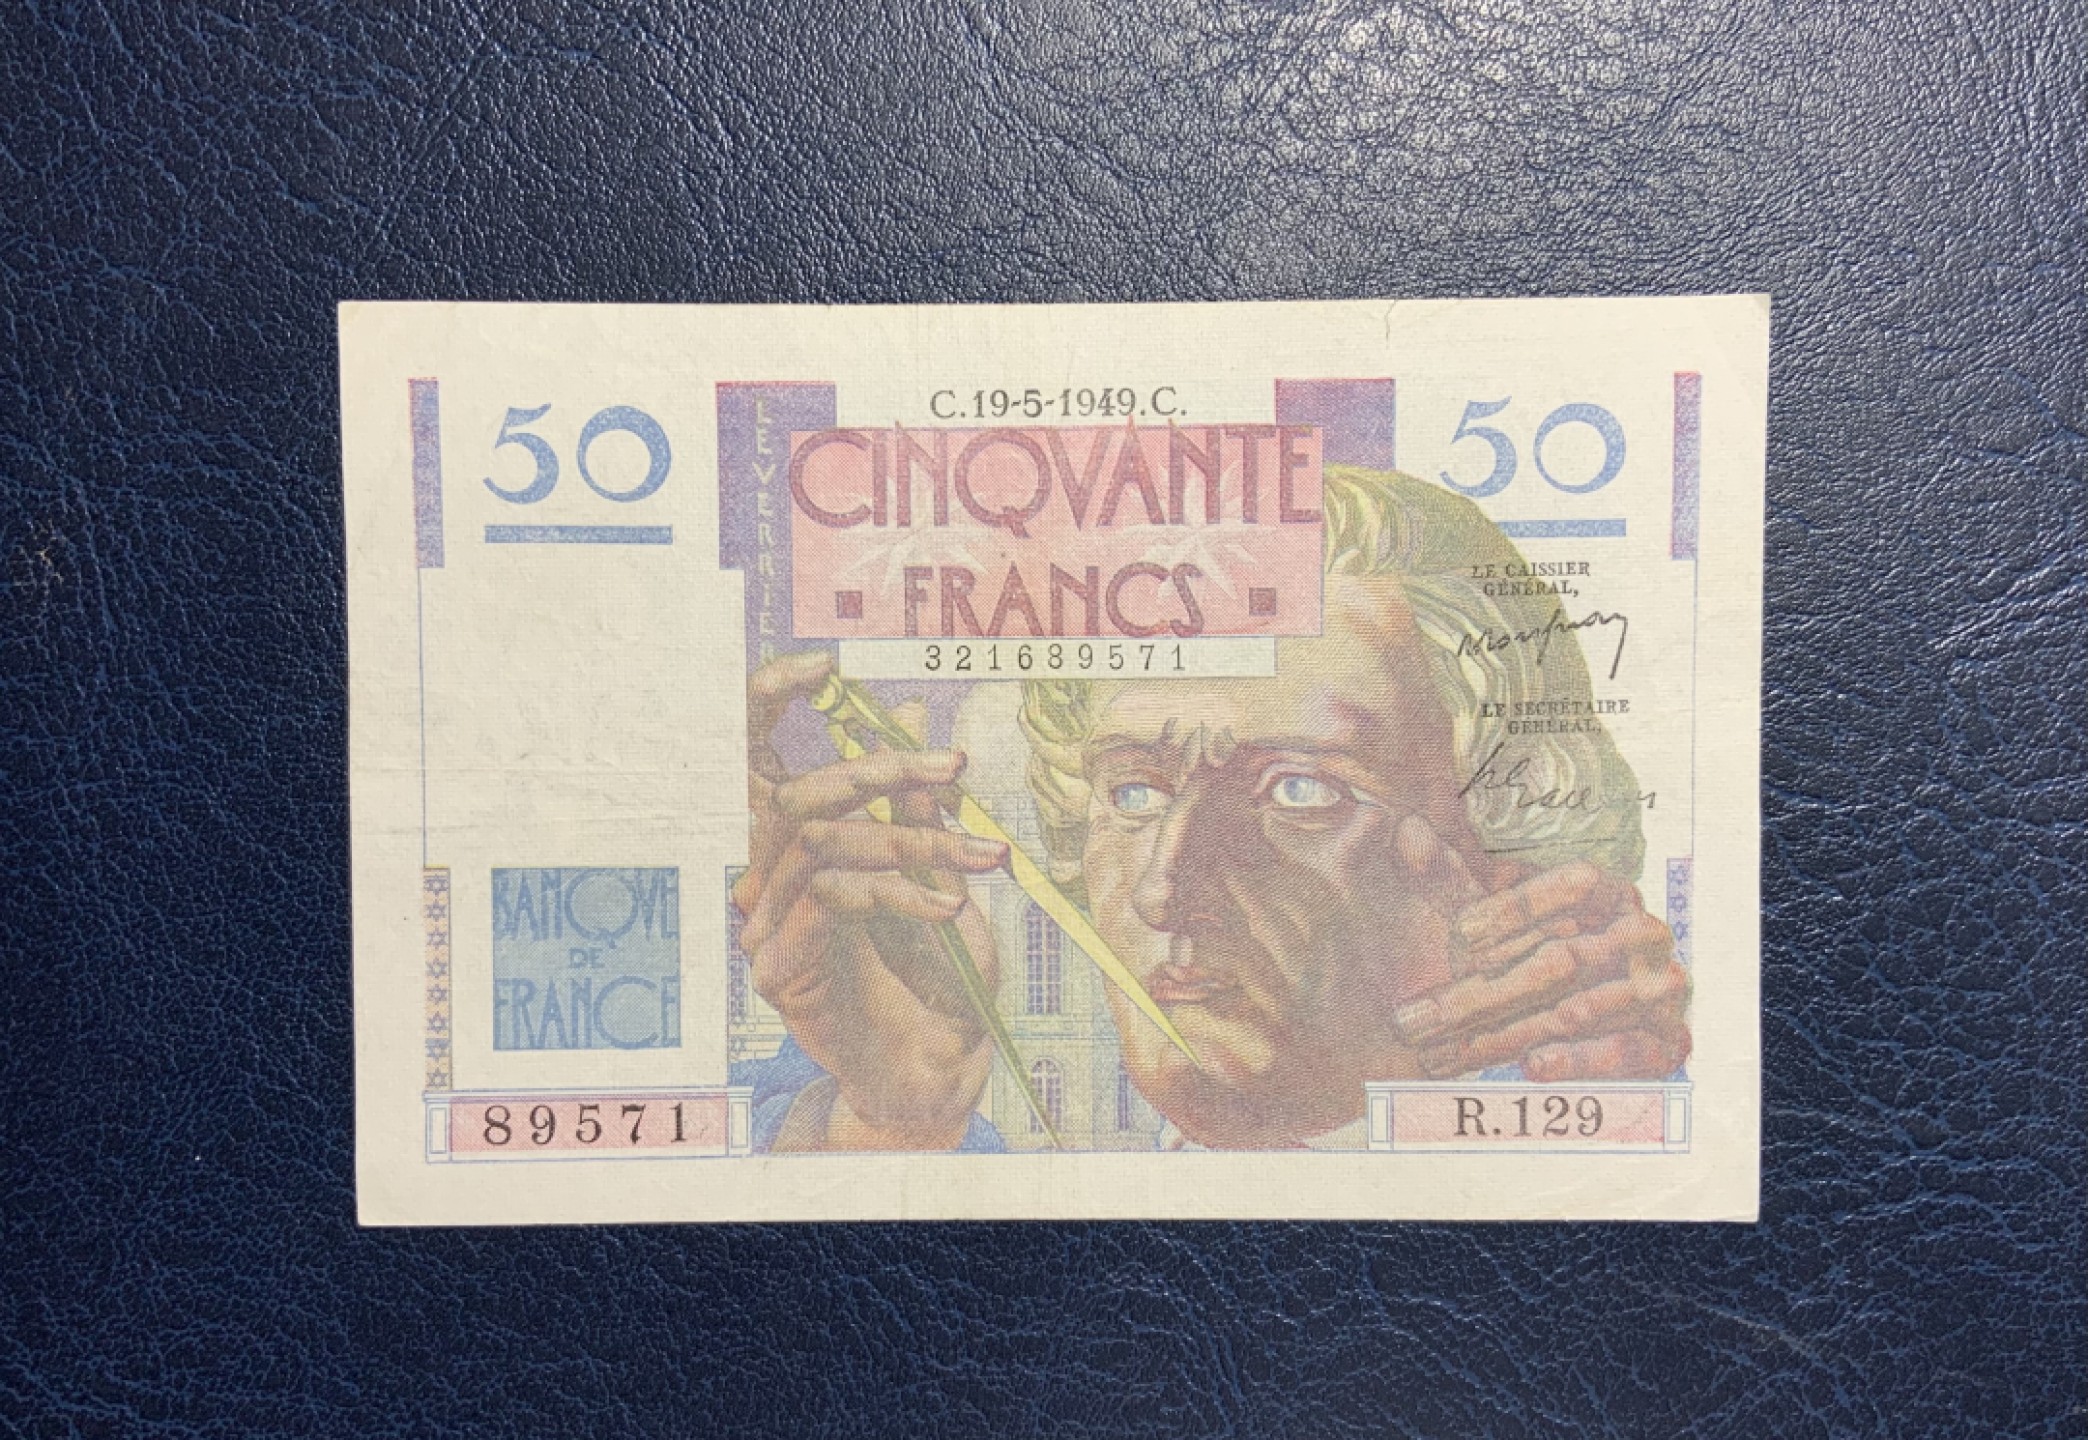 C.19-5-1949.C.
50
LE VERRIER
CINQVANTE
FRANCS
50
321689571
LE CAISSIER
GÉNÉRAL,
LE SECRÉTAIRE
GÉNÉRAL,
BANQVE
DE
FRANCE
89571
R.129